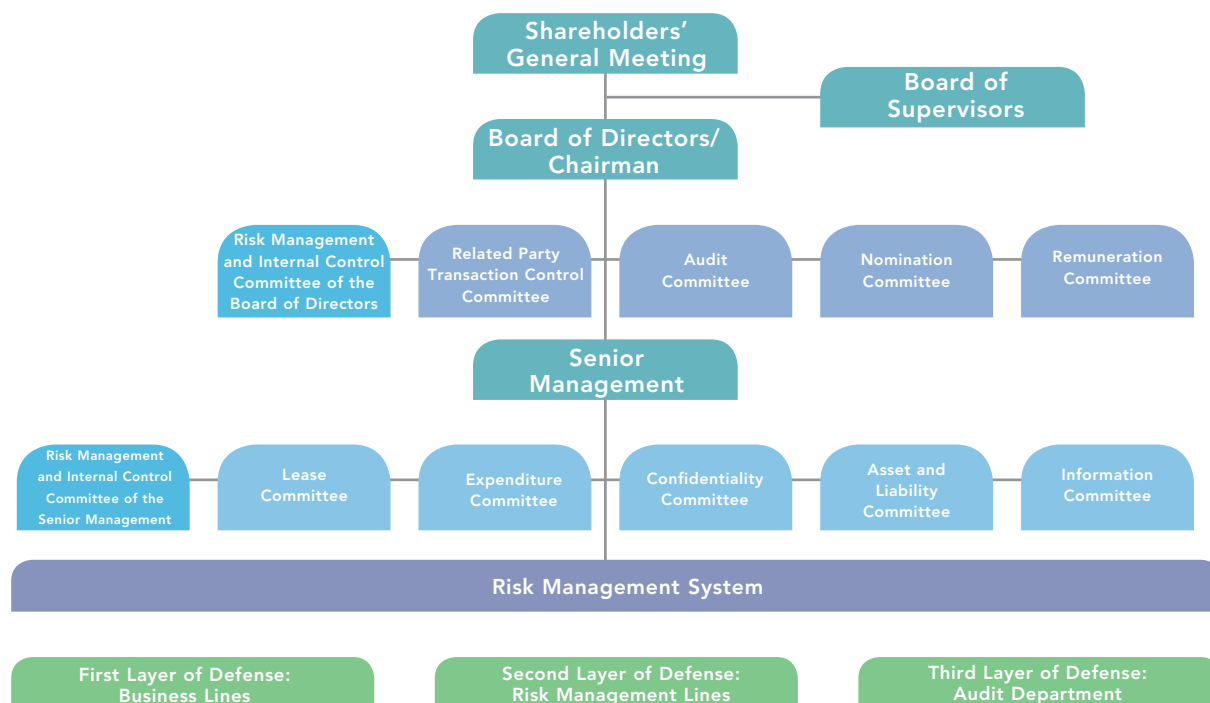 Shareholders’
General Meeting
Board of
Supervisors
Board of Directors/
Chairman
Risk Management
and Internal Control
Committee of the
Board of Directors
Related Party
Transaction Control
Committee
Audit
Committee
Nomination
Committee
Remuneration
Committee
Senior
Management
Risk Management
and Internal Control
Committee of the
Senior Management
Lease
Committee
Expenditure
Committee
Confidentiality
Committee
Asset and
Liability
Committee
Information
Committee
Risk Management System
First Layer of Defense:
Business Lines
Second Layer of Defense:
Risk Management Lines
Third Layer of Defense:
Audit Department